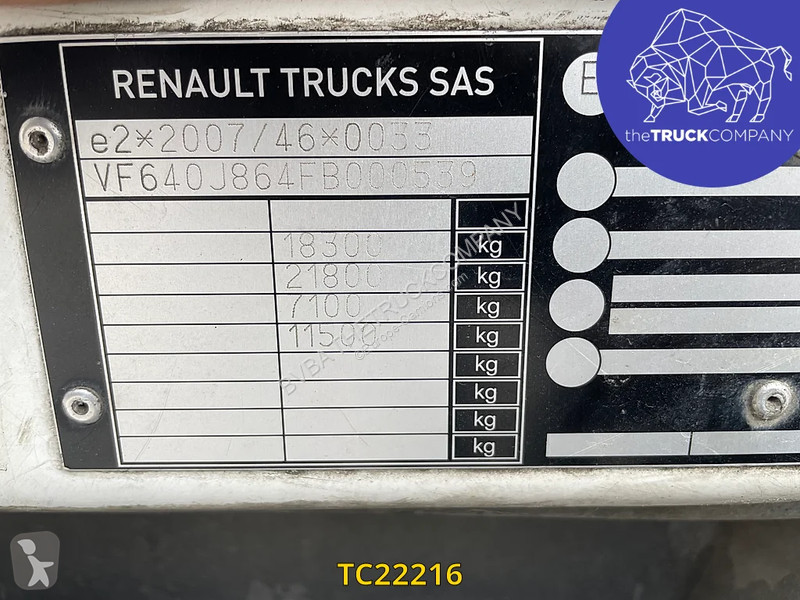 RENAULT TRUCKS SAS
e2*2007/46*0033
VF640J864FB000539
18300 kg
21800 kg
7100 kg
11500 kg
kg
kg
kg
kg
E
theTRUCKCOMPANY
TC22216